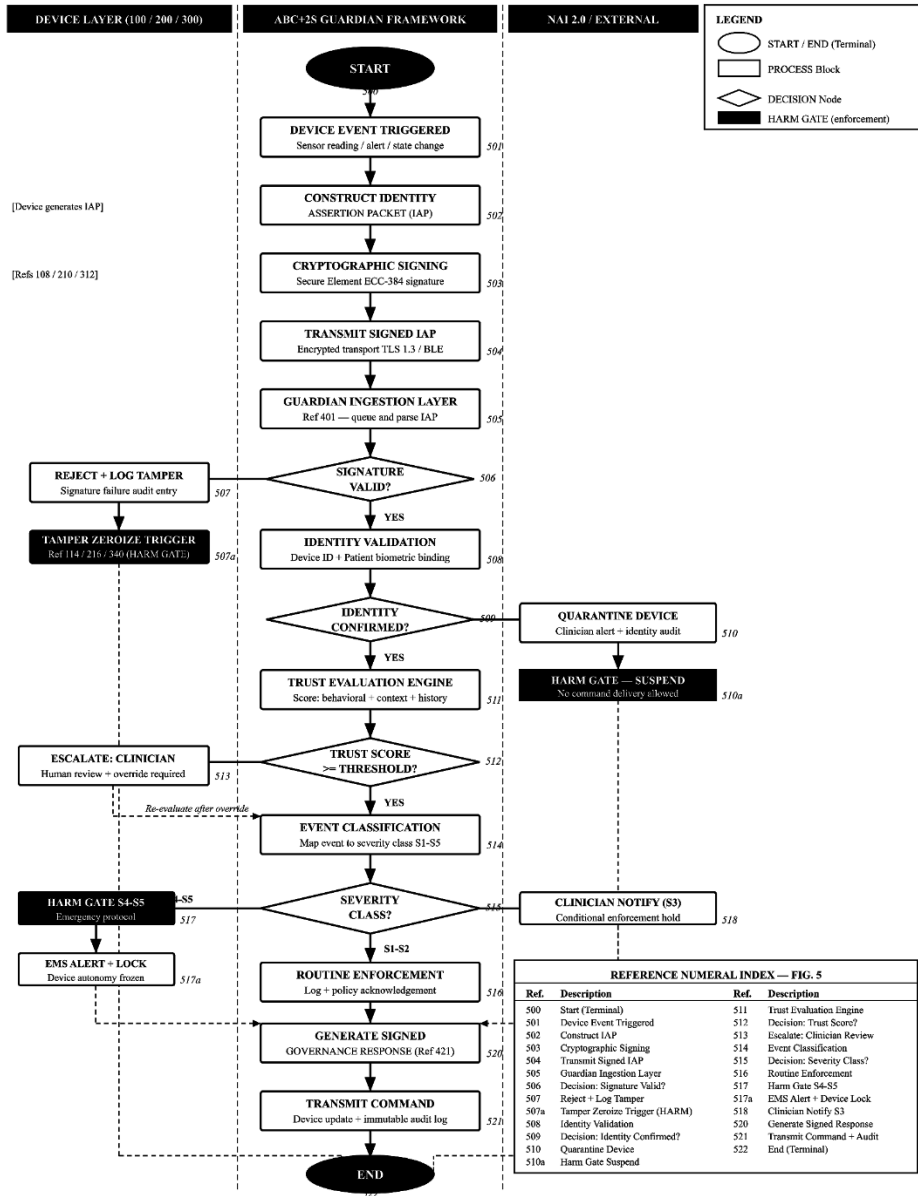 DEVICE LAYER (100 / 200 / 300)
ABC+2S GUARDIAN FRAMEWORK
NAI 2.0 / EXTERNAL
LEGEND
START / END (Terminal)
PROCESS Block
DECISION Node
HARM GATE (enforcement)
START
500
DEVICE EVENT TRIGGERED
Sensor reading / alert / state change
501
[Device generates IAP]
CONSTRUCT IDENTITY
ASSERTION PACKET (IAP)
502
[Refs 108 / 210 / 312]
CRYPTOGRAPHIC SIGNING
Secure Element ECC-384 signature
503
TRANSMIT SIGNED IAP
Encrypted transport TLS 1.3 / BLE
504
GUARDIAN INGESTION LAYER
Ref 401 — queue and parse IAP
505
REJECT + LOG TAMPER
Signature failure audit entry
507
SIGNATURE
VALID?
506
YES
TAMPER ZEROIZE TRIGGER
Ref 114 / 216 / 340 (HARM GATE)
507a
IDENTITY VALIDATION
Device ID + Patient biometric binding
508
IDENTITY
CONFIRMED?
509
QUARANTINE DEVICE
Clinician alert + identity audit
510
YES
TRUST EVALUATION ENGINE
Score: behavioral + context + history
511
HARM GATE — SUSPEND
No command delivery allowed
510a
ESCALATE: CLINICIAN
Human review + override required
513
TRUST SCORE
>= THRESHOLD?
512
YES
Re-evaluate after override
EVENT CLASSIFICATION
Map event to severity class S1-S5
514
HARM GATE S4-S5
Emergency protocol
517
-S5
SEVERITY
CLASS?
515
CLINICIAN NOTIFY (S3)
Conditional enforcement hold
518
S1-S2
EMS ALERT + LOCK
Device autonomy frozen
517a
ROUTINE ENFORCEMENT
Log + policy acknowledgement
516
GENERATE SIGNED
GOVERNANCE RESPONSE (Ref 421)
520
TRANSMIT COMMAND
Device update + immutable audit log
521
END
REFERENCE NUMERAL INDEX — FIG. 5
Ref. Description Ref. Description
500 Start (Terminal) 511 Trust Evaluation Engine
501 Device Event Triggered 512 Decision: Trust Score?
502 Construct IAP 513 Escalate: Clinician Review
503 Cryptographic Signing 514 Event Classification
504 Transmit Signed IAP 515 Decision: Severity Class?
505 Guardian Ingestion Layer 516 Routine Enforcement
506 Decision: Signature Valid? 517 Harm Gate S4-S5
507 Reject + Log Tamper 517a EMS Alert + Device Lock
507a Tamper Zeroize Trigger (HARM) 518 Clinician Notify S3
508 Identity Validation 520 Generate Signed Response
509 Decision: Identity Confirmed? 521 Transmit Command + Audit
510 Quarantine Device 522 End (Terminal)
510a Harm Gate Suspend